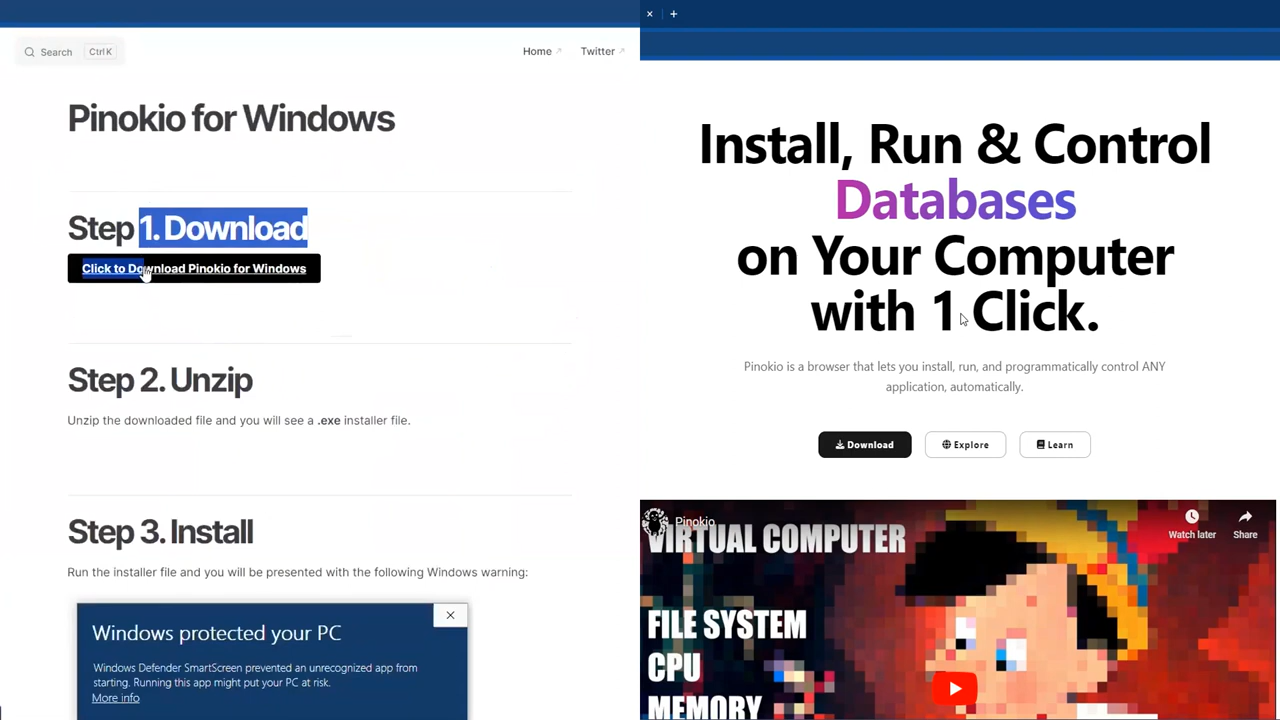 Search Ctrl K
Home Twitter
Pinokio for Windows
Step 1. Download
Click to Download Pinokio for Windows
Step 2. Unzip
Unzip the downloaded file and you will see a .exe installer file.
Step 3. Install
Run the installer file and you will be presented with the following Windows warning:
Windows protected your PC
Windows Defender SmartScreen prevented an unrecognized app from
starting. Running this app might put your PC at risk.
More info
Install, Run & Control
Databases
on Your Computer
with 1 Click.
Pinokio is a browser that lets you install, run, and programmatically control ANY
application, automatically.
Download Explore Learn
Pinokio
Watch later Share
VIRTUAL COMPUTER
FILE SYSTEM
CPU
MEMORY